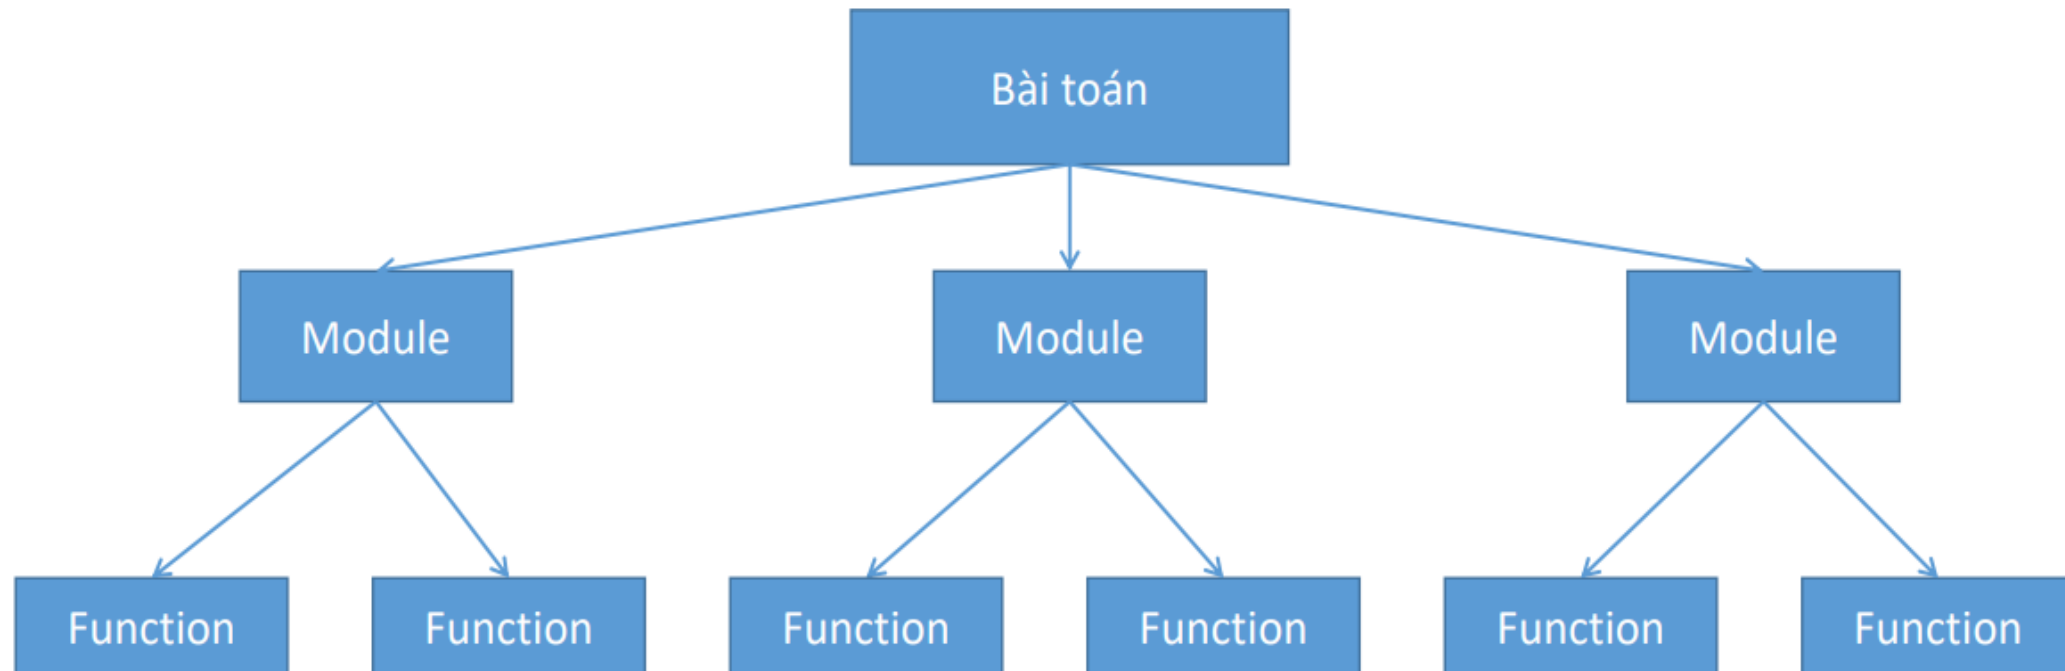 Bài toán
Module
Module
Module
Function
Function
Function
Function
Function
Function